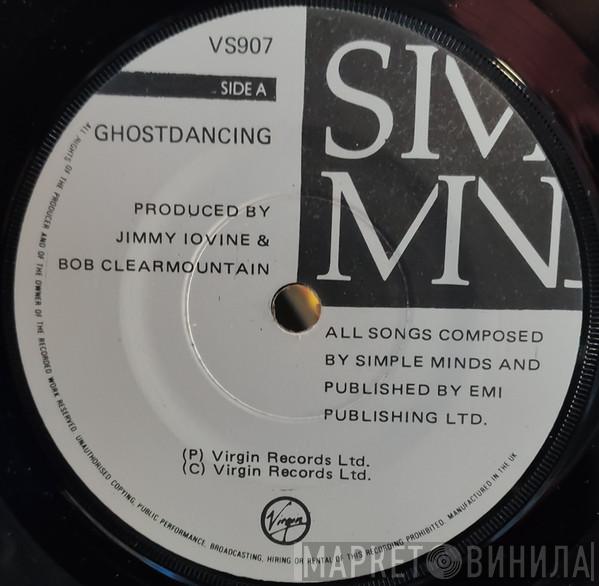 VS907
SIDE A
GHOSTDANCING
PRODUCED BY
JIMMY IOVINE &
BOB CLEARMOUNTAIN
SIM
MIN
ALL SONGS COMPOSED
BY SIMPLE MINDS AND
PUBLISHED BY EMI
PUBLISHING LTD.
(P) Virgin Records Ltd.
(C) Virgin Records Ltd.
Virgin
ALL RIGHTS OF THE PRODUCER AND OF THE OWNER OF THE RECORDED WORK RESERVED. UNAUTHORISED COPYING, PUBLIC PERFORMANCE, BROADCASTING, HIRING OR RENTAL OF THIS RECORDING PROHIBITED. MANUFACTURED IN THE UK
МАРКЕТ ВИНИЛА